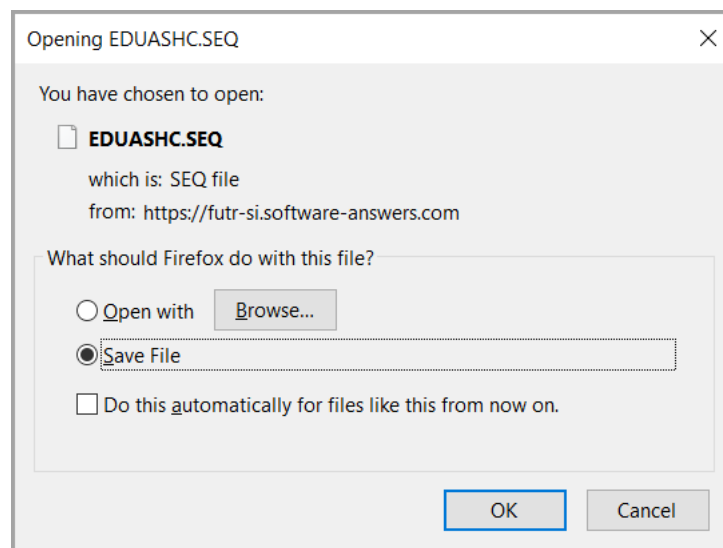 Opening EDUASHC.SEQ
You have chosen to open:
EDUASHC.SEQ
which is: SEQ file
from: https://futr-si.software-answers.com
What should Firefox do with this file?
Open with
Browse...
Save File
Do this automatically for files like this from now on.
OK
Cancel